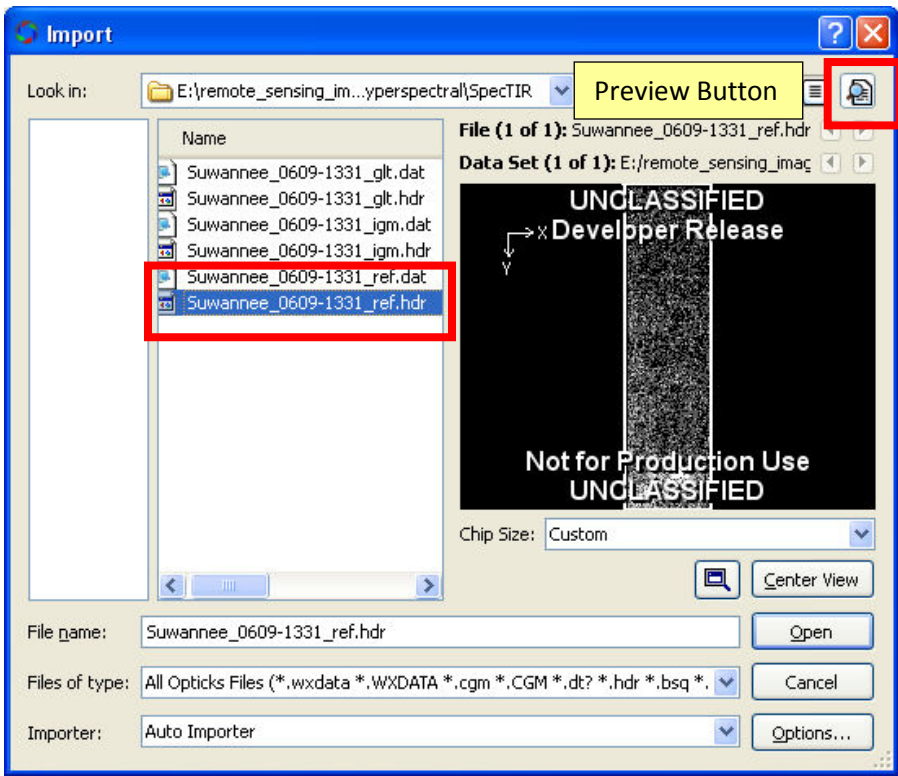 Import
Look in: E:\remote_sensing_im...yperspectral\SpecTIR
Preview Button
Name
Suwannee_0609-1331_glt.dat
Suwannee_0609-1331_glt.hdr
Suwannee_0609-1331_igm.dat
Suwannee_0609-1331_igm.hdr
Suwannee_0609-1331_ref.dat
Suwannee_0609-1331_ref.hdr
File (1 of 1): Suwannee_0609-1331_ref.hdr
Data Set (1 of 1): E:/remote_sensing_imag
UNCLASSIFIED
X Developer Release
Y
Not for Production Use
UNCLASSIFIED
Chip Size: Custom
Center View
File name: Suwannee_0609-1331_ref.hdr Open
Files of type: All Opticks Files (*.wxdata *.WXDATA *.cgm *.CGM *.dt? *.hdr *.bsq *. Cancel
Importer: Auto Importer Options...